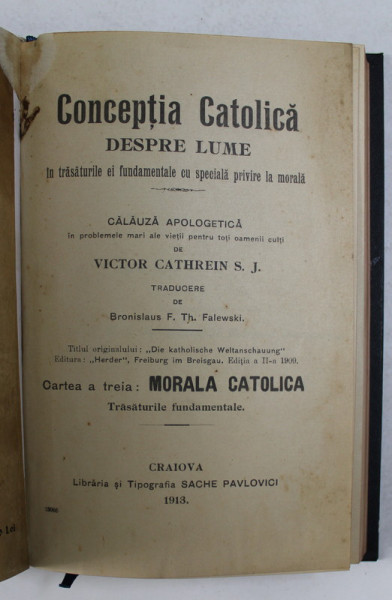 Concepția Catolică
DESPRE LUME
în trăsăturile ei fundamentale cu specială privire la morală
CĂLĂUZĂ APOLOGETICĂ
în problemele mari ale vieții pentru toți oamenii culți
DE
VICTOR CATHREIN S. J.
TRADUCERE
DE
Bronislaus F. Th. Falewski.
Titlul originalului: „Die katholische Weltanschauung"
Editura: „Herder", Freiburg im Breisgau. Ediția a II-a 1909.
Cartea a treia: MORALA CATOLICA
Trăsăturile fundamentale.
CRAIOVA
Librăria și Tipografia SACHE PAVLOVICI
1913.